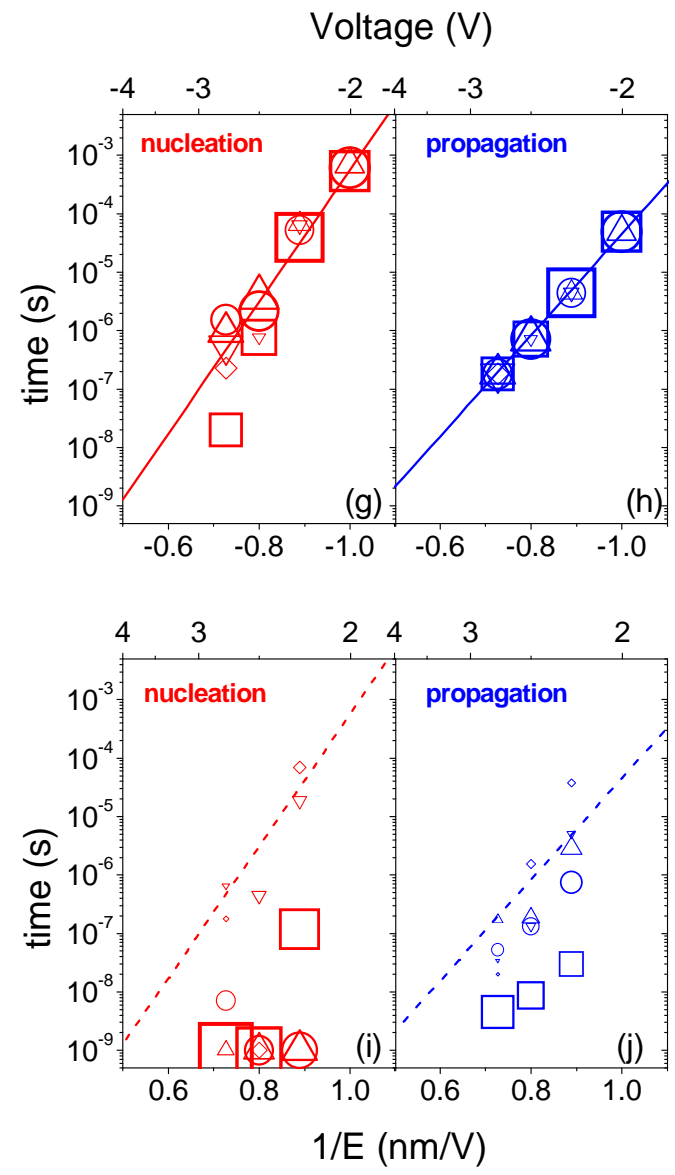 Voltage (V)
-4 -3 -2 -4 -3 -2
nucleation propagation
10⁻³
10⁻⁴
10⁻⁵
10⁻⁶
10⁻⁷
10⁻⁸
10⁻⁹
time (s)
(g) (h)
-0.6 -0.8 -1.0 -0.6 -0.8 -1.0
4 3 2 4 3 2
nucleation propagation
10⁻³
10⁻⁴
10⁻⁵
10⁻⁶
10⁻⁷
10⁻⁸
10⁻⁹
time (s)
(i) (j)
0.6 0.8 1.0 0.6 0.8 1.0
1/E (nm/V)